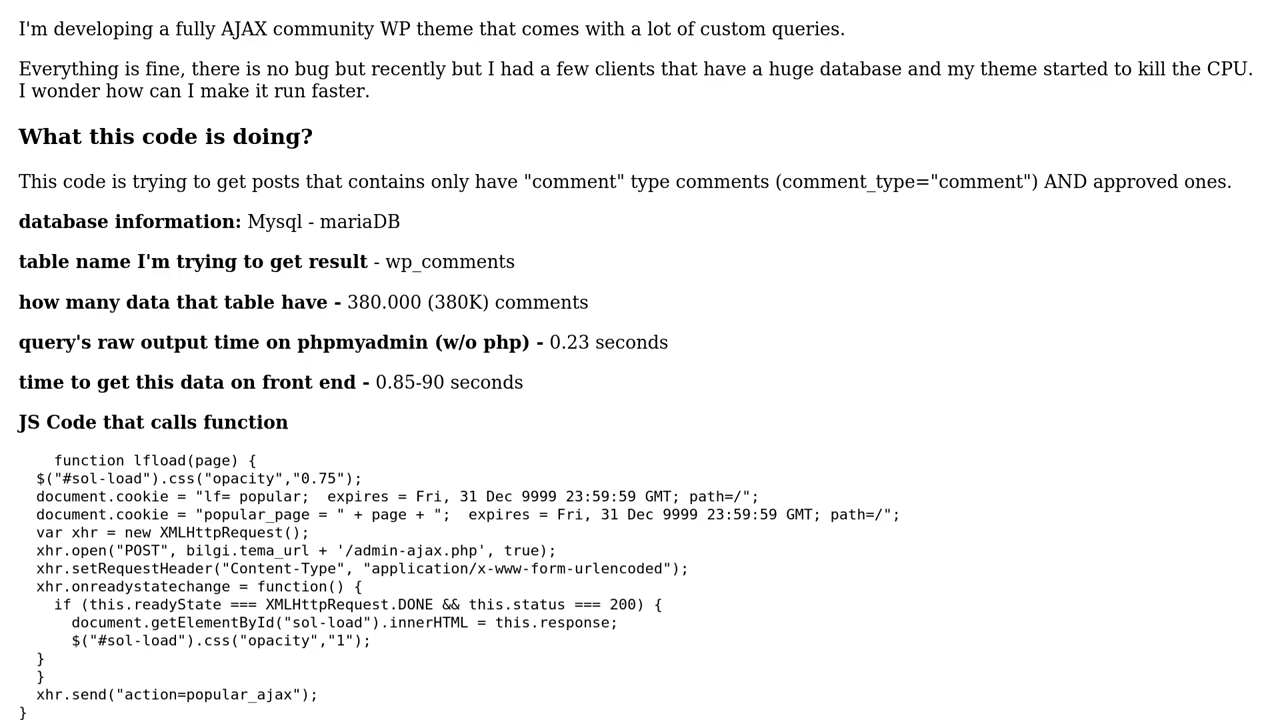 I'm developing a fully AJAX community WP theme that comes with a lot of custom queries.
Everything is fine, there is no bug but recently but I had a few clients that have a huge database and my theme started to kill the CPU.
I wonder how can I make it run faster.
What this code is doing?
This code is trying to get posts that contains only have "comment" type comments (comment_type="comment") AND approved ones.
database information: Mysql - mariaDB
table name I'm trying to get result - wp_comments
how many data that table have - 380.000 (380K) comments
query's raw output time on phpmyadmin (w/o php) - 0.23 seconds
time to get this data on front end - 0.85-90 seconds
JS Code that calls function
    function lfload(page) {
  $("#sol-load").css("opacity","0.75");
  document.cookie = "lf= popular;  expires = Fri, 31 Dec 9999 23:59:59 GMT; path=/";
  document.cookie = "popular_page = " + page + ";  expires = Fri, 31 Dec 9999 23:59:59 GMT; path=/";
  var xhr = new XMLHttpRequest();
  xhr.open("POST", bilgi.tema_url + '/admin-ajax.php', true);
  xhr.setRequestHeader("Content-Type", "application/x-www-form-urlencoded");
  xhr.onreadystatechange = function() {
    if (this.readyState === XMLHttpRequest.DONE && this.status === 200) {
      document.getElementById("sol-load").innerHTML = this.response;
      $("#sol-load").css("opacity","1");
  }
  }
  xhr.send("action=popular_ajax");
}